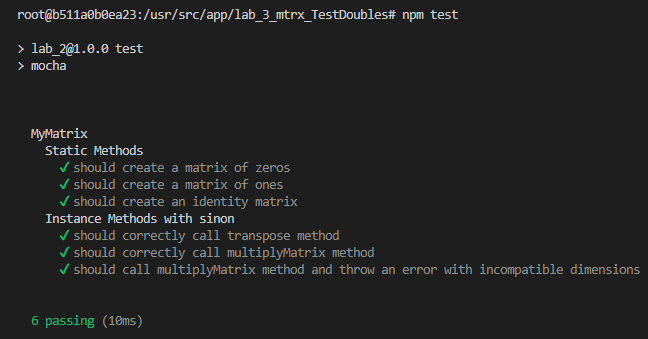 root@b511a0b0ea23:/usr/src/app/lab_3_mtrx_TestDoubles# npm test
> lab_2@1.0.0 test
> mocha
MyMatrix
Static Methods
✓ should create a matrix of zeros
✓ should create a matrix of ones
✓ should create an identity matrix
Instance Methods with sinon
✓ should correctly call transpose method
✓ should correctly call multiplyMatrix method
✓ should call multiplyMatrix method and throw an error with incompatible dimensions
6 passing (10ms)